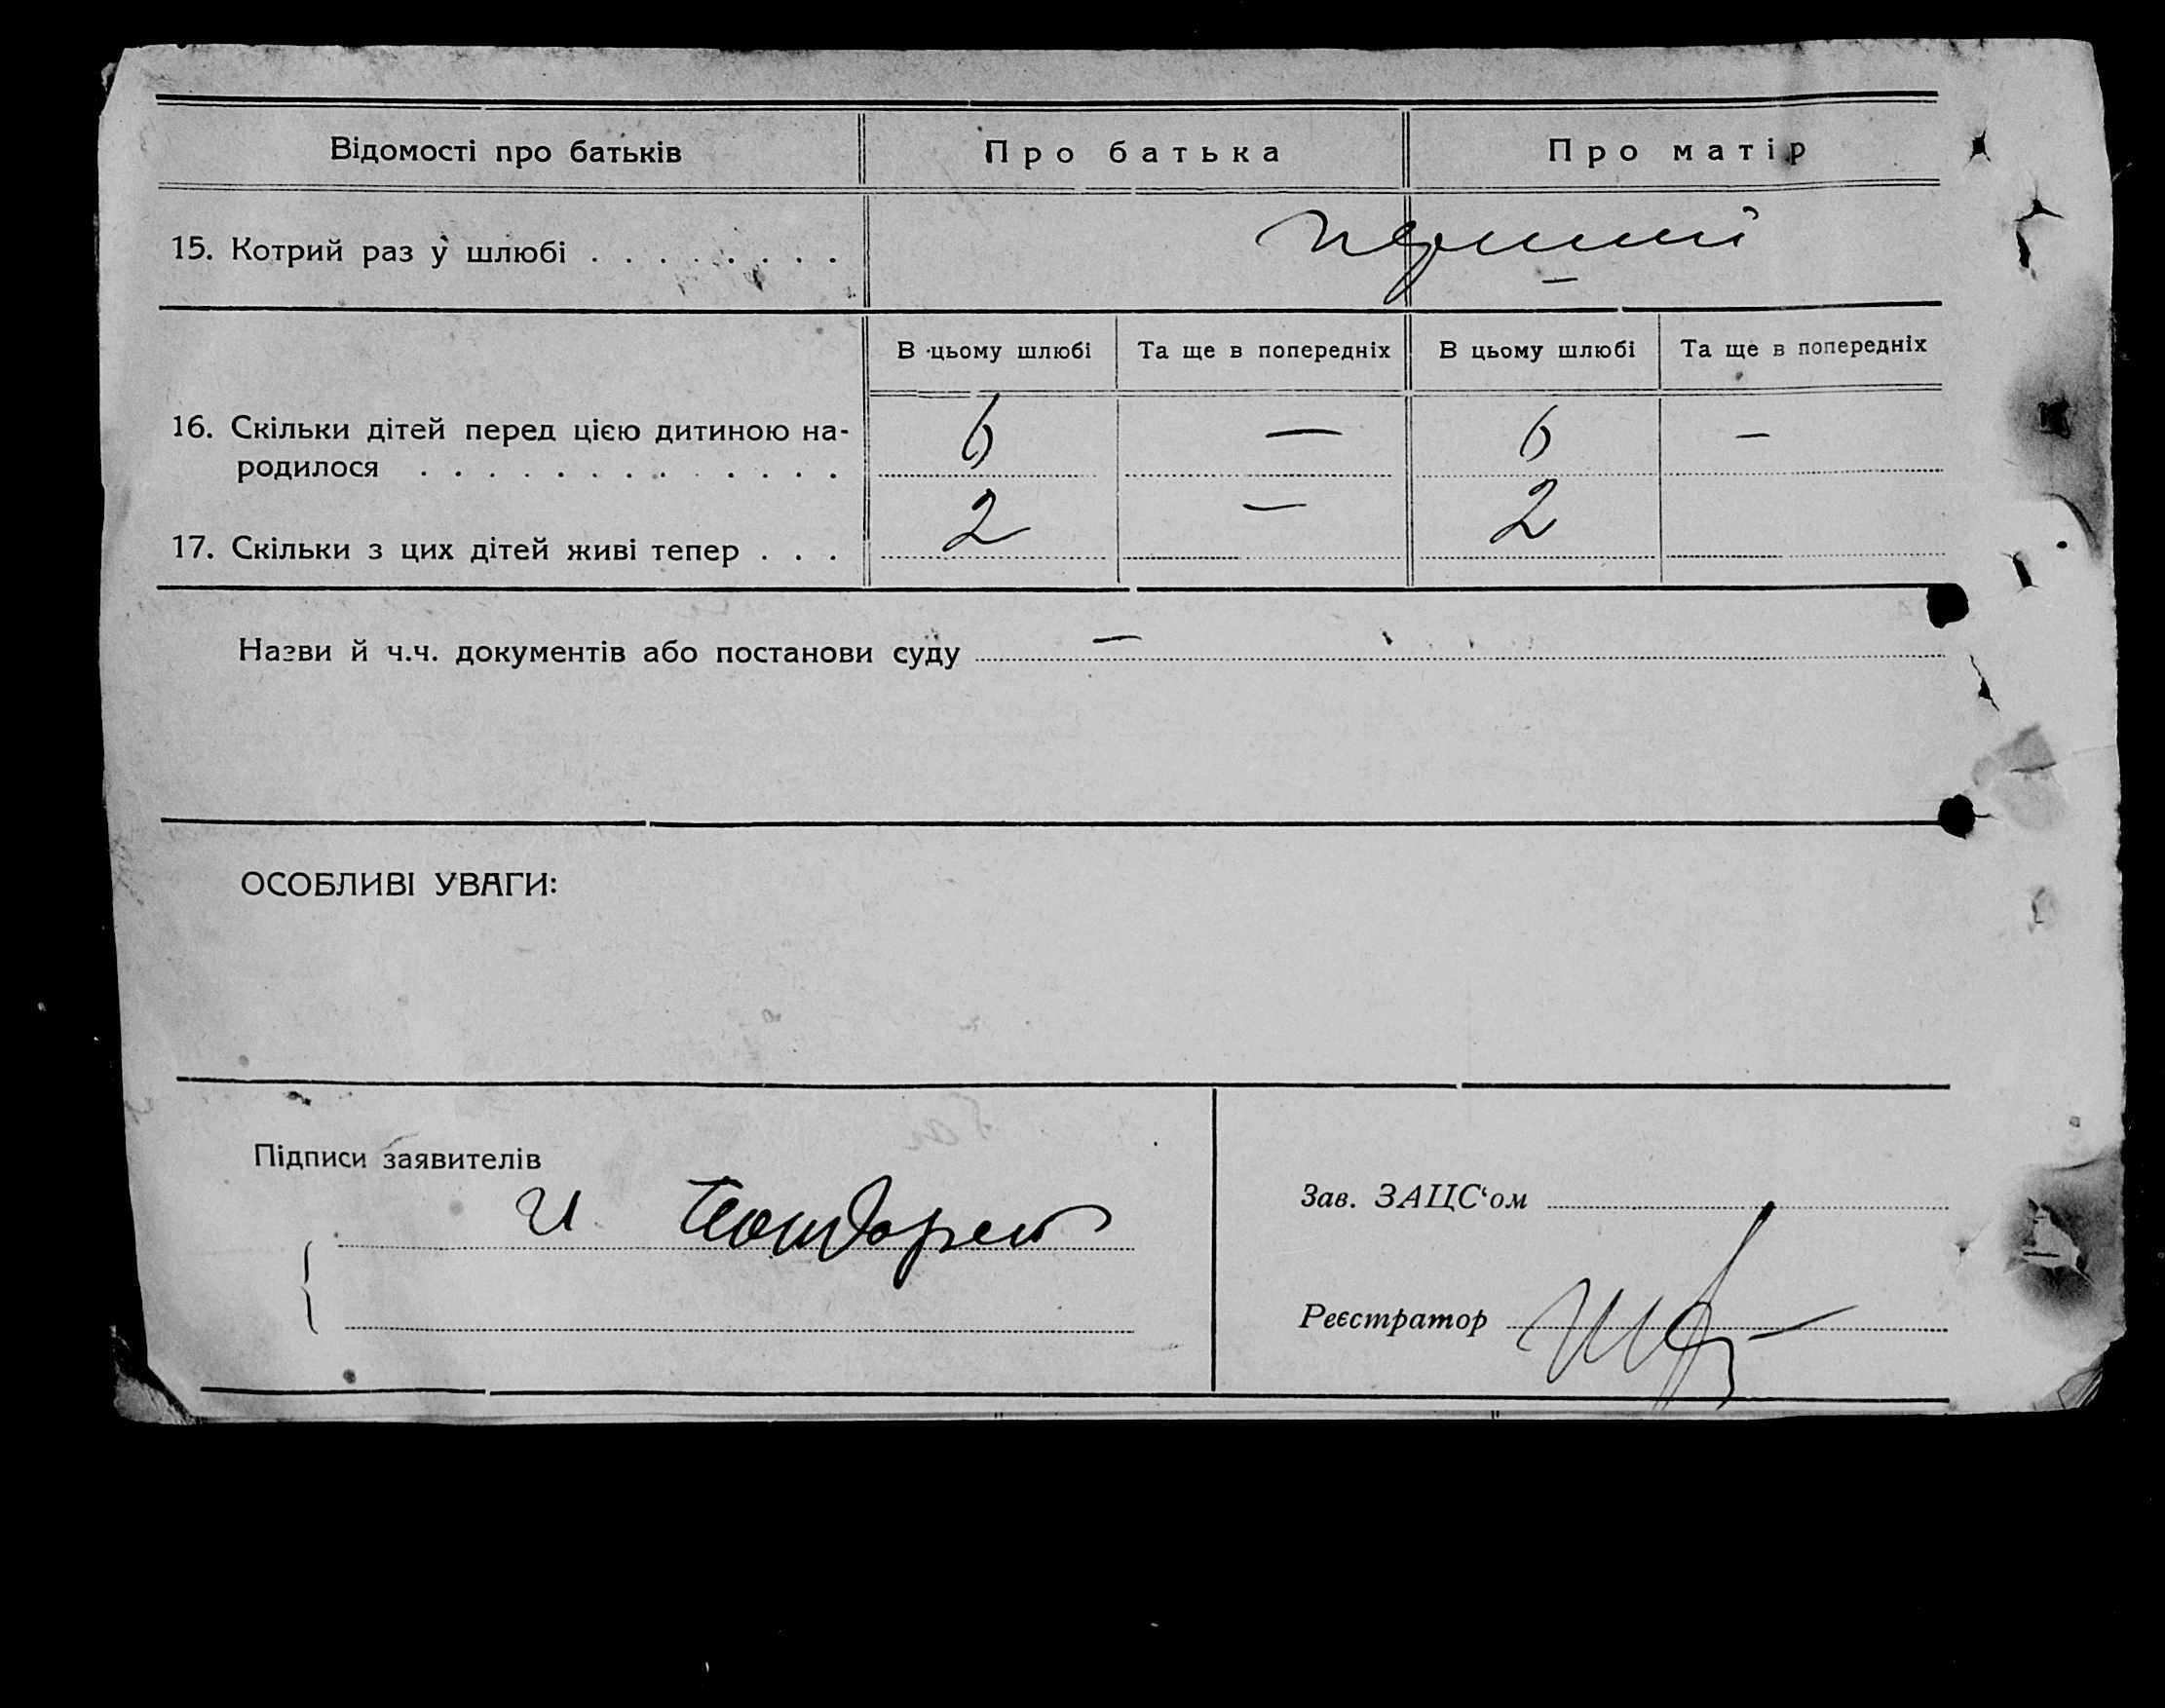 Відомості про батьків Про батька Про матір
15. Котрий раз у шлюбі . . . . . . . . перший
В цьому шлюбі Та ще в попередніх В цьому шлюбі Та ще в попередніх
16. Скільки дітей перед цією дитиною на-
родилося . . . . . . . . . . . . . 6 — 6 —
17. Скільки з цих дітей живі тепер . . . 2 — 2
Назви й ч.ч. документів або постанови суду —
ОСОБЛИВІ УВАГИ:
Підписи заявителів
И
Зав. ЗАЦС‘ом
Реєстратор